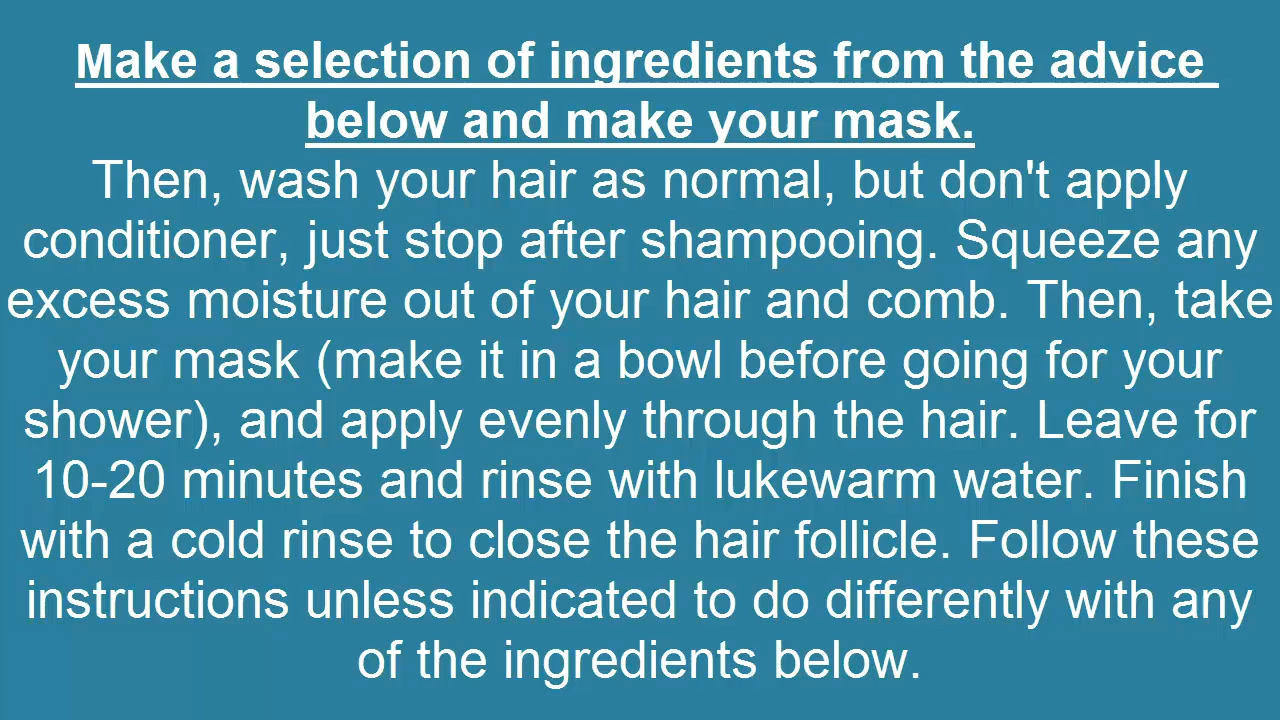 Make a selection of ingredients from the advice
below and make your mask.
Then, wash your hair as normal, but don't apply
conditioner, just stop after shampooing. Squeeze any
excess moisture out of your hair and comb. Then, take
your mask (make it in a bowl before going for your
shower), and apply evenly through the hair. Leave for
10-20 minutes and rinse with lukewarm water. Finish
with a cold rinse to close the hair follicle. Follow these
instructions unless indicated to do differently with any
of the ingredients below.